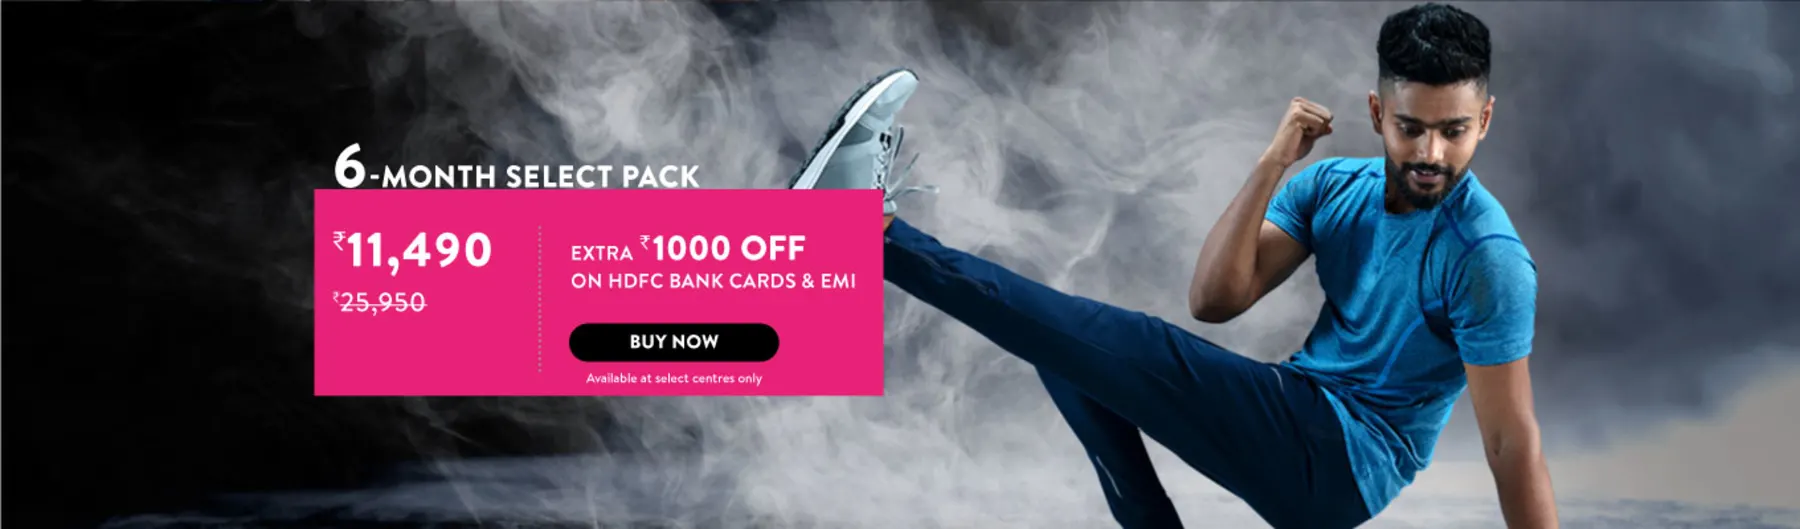 6-MONTH SELECT PACK
₹11,490
₹25,950
EXTRA ₹1000 OFF
ON HDFC BANK CARDS & EMI
BUY NOW
Available at select centres only